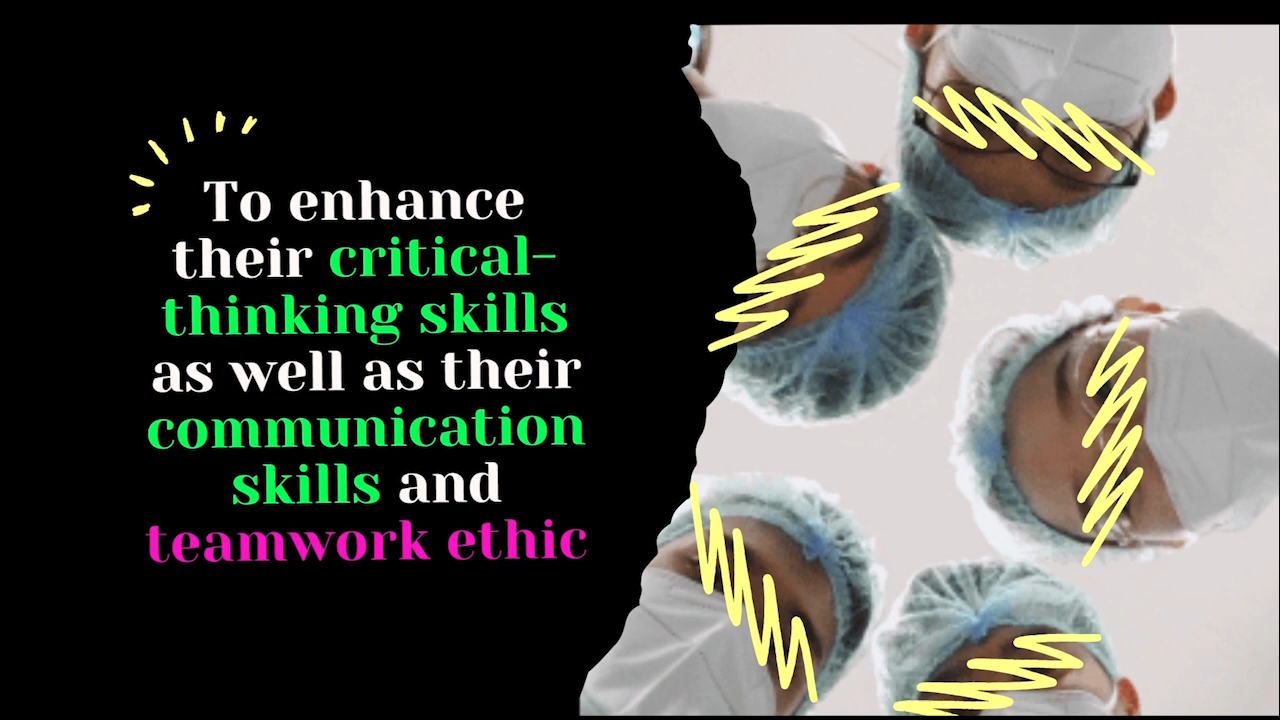 To enhance
their critical-
thinking skills
as well as their
communication
skills and
teamwork ethic